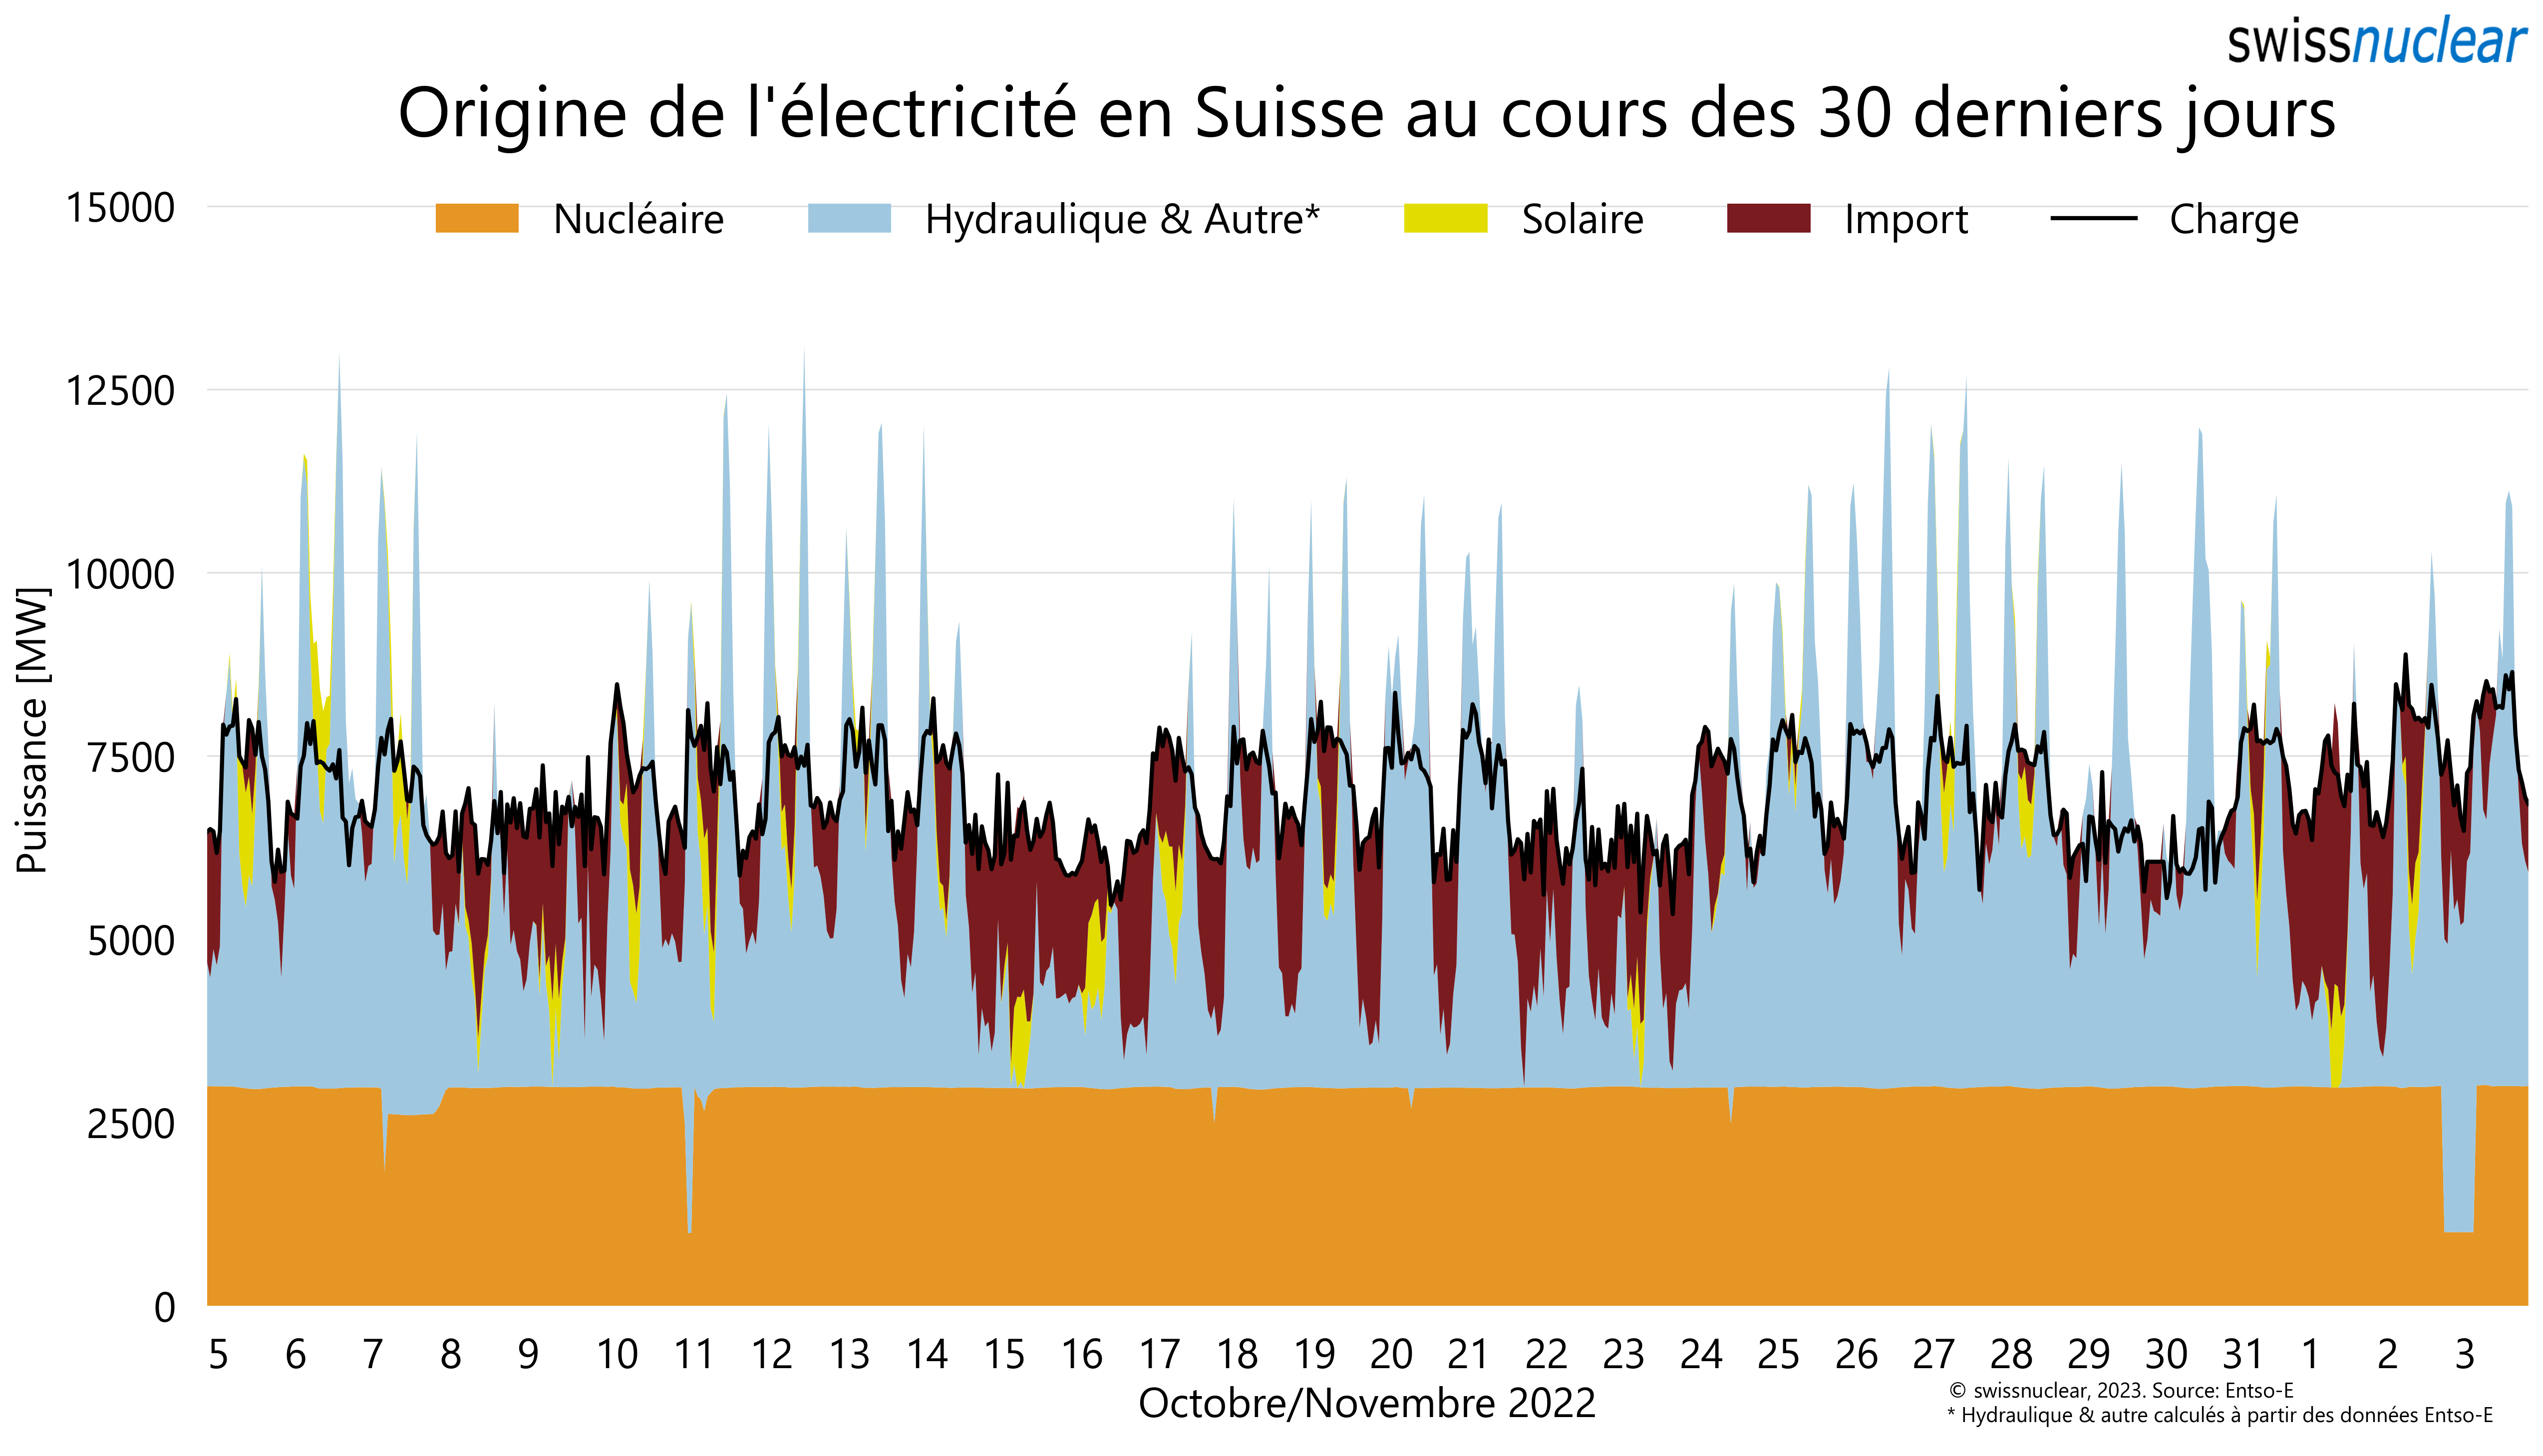 swissnuclear
Origine de l'électricité en Suisse au cours des 30 derniers jours
Nucléaire Hydraulique & Autre* Solaire Import Charge
15000
12500
10000
7500
5000
2500
0
Puissance [MW]
5 6 7 8 9 10 11 12 13 14 15 16 17 18 19 20 21 22 23 24 25 26 27 28 29 30 31 1 2 3
Octobre/Novembre 2022
© swissnuclear, 2023. Source: Entso-E
* Hydraulique & autre calculés à partir des données Entso-E